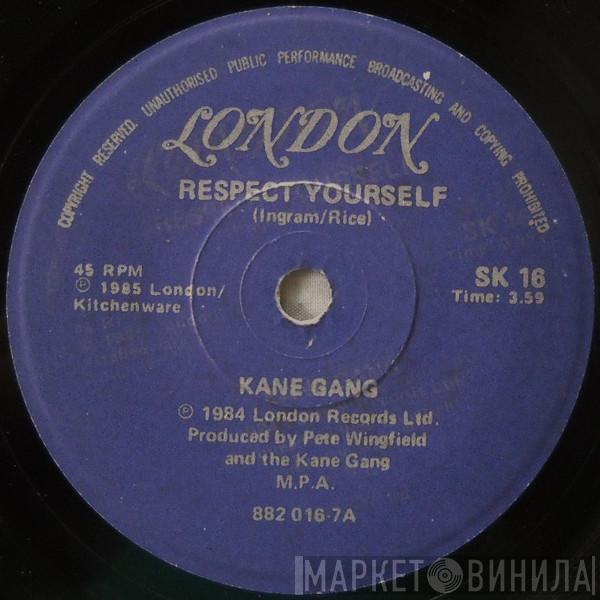 COPYRIGHT RESERVED. UNAUTHORISED PUBLIC PERFORMANCE BROADCASTING AND COPYING PROHIBITED
LONDON
RESPECT YOURSELF
(Ingram/Rice)
45 RPM
℗ 1985 London/
Kitchenware
SK 16
Time: 3.59
KANE GANG
℗ 1984 London Records Ltd.
Produced by Pete Wingfield
and the Kane Gang
M.P.A.
882 016-7A
МАРКЕТ ВИНИЛА